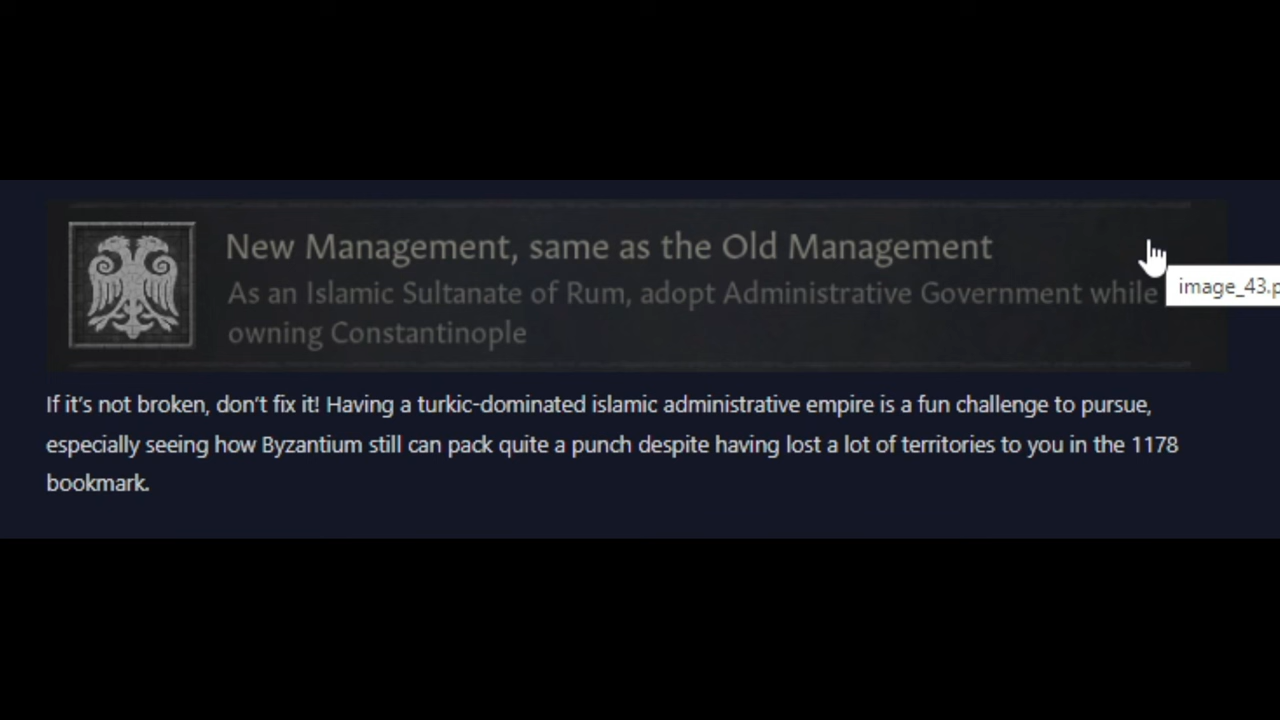 New Management, same as the Old Management
As an Islamic Sultanate of Rum, adopt Administrative Government while
owning Constantinople
image_43.p
If it's not broken, don't fix it! Having a turkic-dominated islamic administrative empire is a fun challenge to pursue,
especially seeing how Byzantium still can pack quite a punch despite having lost a lot of territories to you in the 1178
bookmark.